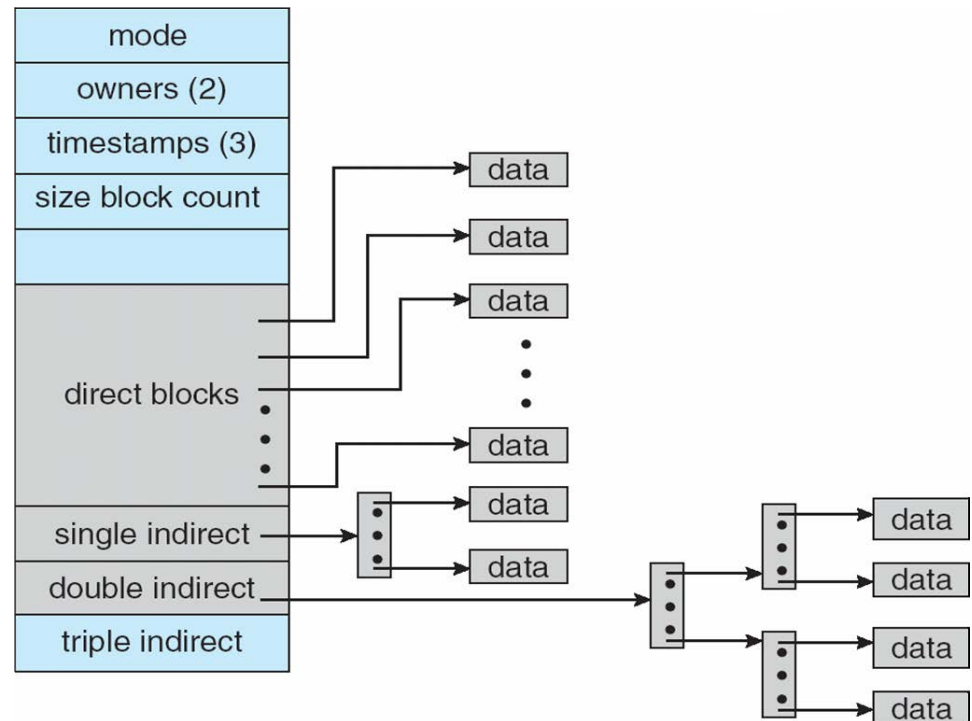 mode
owners (2)
timestamps (3)
size block count
data
data
data
direct blocks
data
data
single indirect
data
data
double indirect
data
triple indirect
data
data